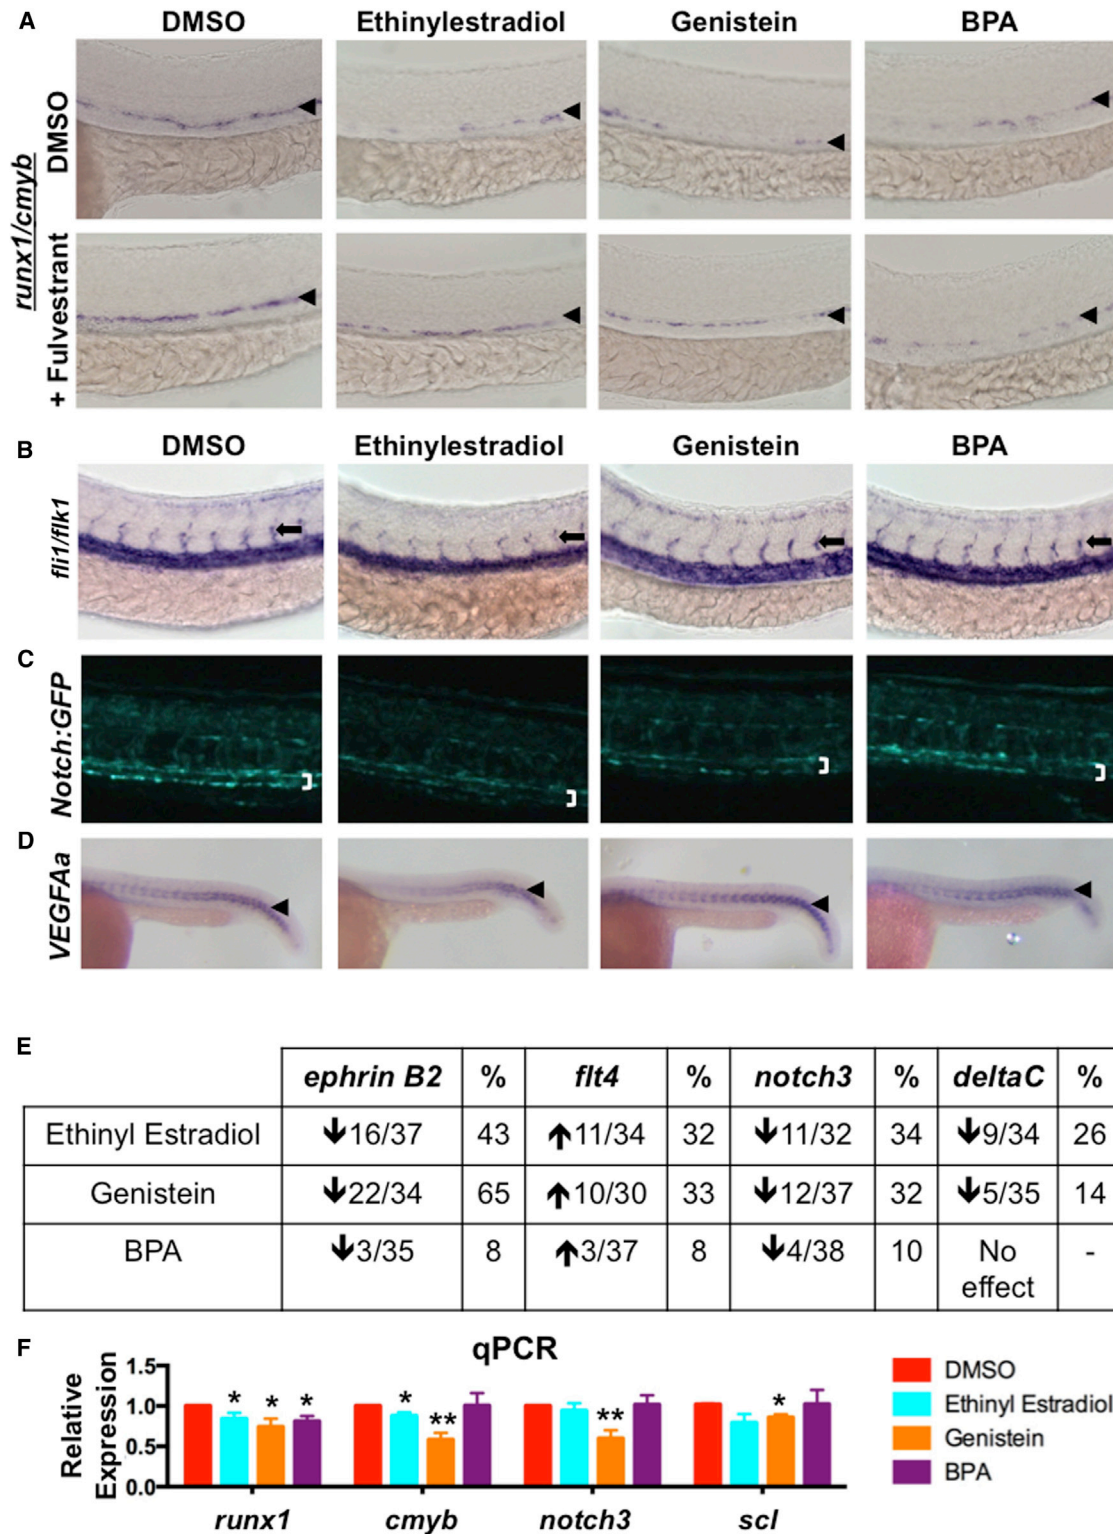 A
DMSO Ethinylestradiol Genistein BPA
runx1/cmyb
DMSO
+ Fulvestrant
B
DMSO Ethinylestradiol Genistein BPA
fli1/flk1
C
Notch:GFP
D
VEGFAa
E
ephrin B2 % flt4 % notch3 % deltaC %
Ethinyl Estradiol ↓16/37 43 ↑11/34 32 ↓11/32 34 ↓9/34 26
Genistein ↓22/34 65 ↑10/30 33 ↓12/37 32 ↓5/35 14
BPA ↓3/35 8 ↑3/37 8 ↓4/38 10 No effect -
F
qPCR
Relative Expression
1.5
1.0
0.5
0.0
* * * * ** ** *
runx1 cmyb notch3 scl
DMSO
Ethinyl Estradiol
Genistein
BPA